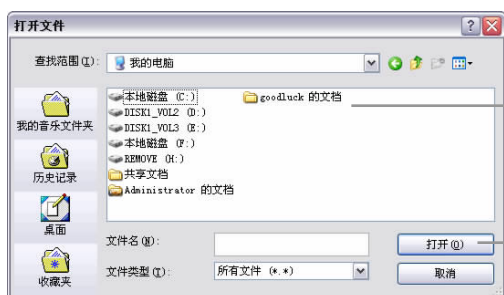 打开文件
查找范围(I):
我的电脑
我的音乐文件夹
历史记录
桌面
收藏夹
本地磁盘 (C:)
DISK1_VOL2 (D:)
DISK1_VOL3 (E:)
本地磁盘 (F:)
REMOVE (H:)
共享文档
Administrator 的文档
goodluck 的文档
文件名(N):
打开(O)
文件类型(T):
所有文件 (*.*)
取消